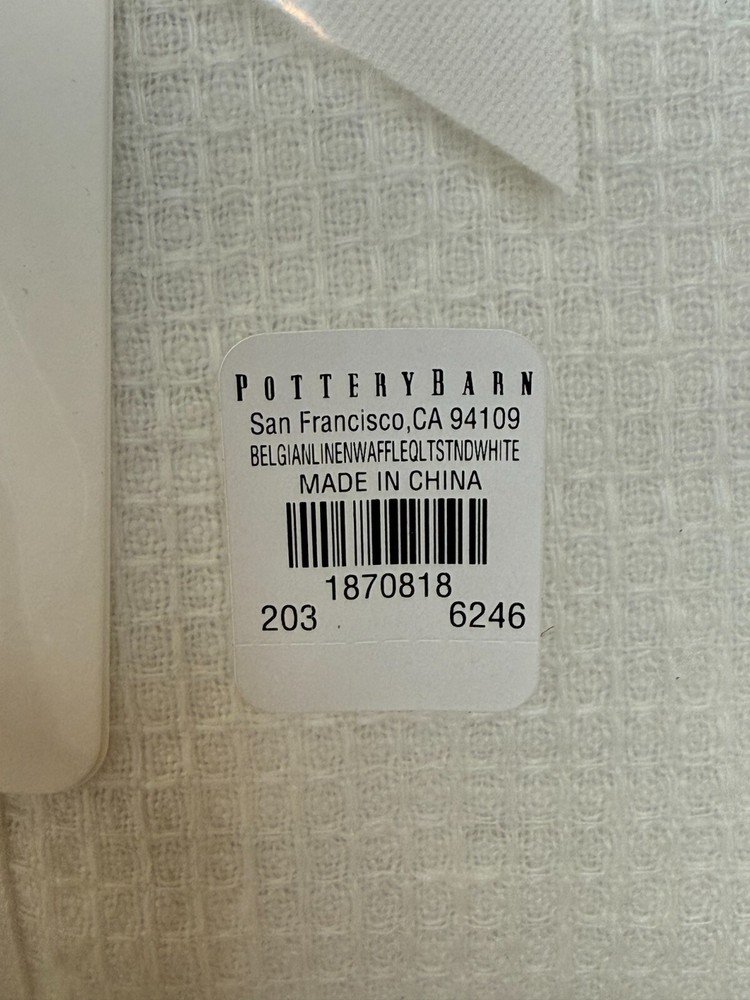 POTTERYBARN
San Francisco,CA 94109
BELGIANLINENWAFFLEQLTSTNDWHITE
MADE IN CHINA
1870818
203 6246